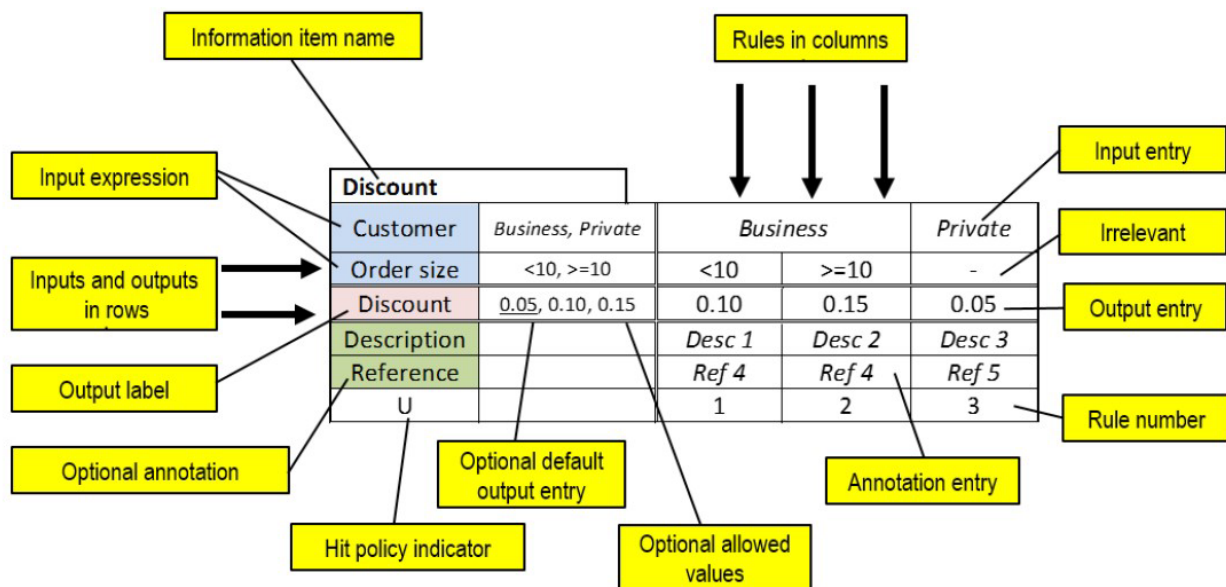 Information item name
Rules in columns
Input expression
Input entry
Discount
Customer Business, Private Business Private
Irrelevant
Inputs and outputs
in rows
Order size <10, >=10 <10 >=10 -
Discount 0.05, 0.10, 0.15 0.10 0.15 0.05
Output entry
Description Desc 1 Desc 2 Desc 3
Output label
Reference Ref 4 Ref 4 Ref 5
U 1 2 3
Rule number
Optional annotation
Optional default
output entry
Annotation entry
Hit policy indicator
Optional allowed
values